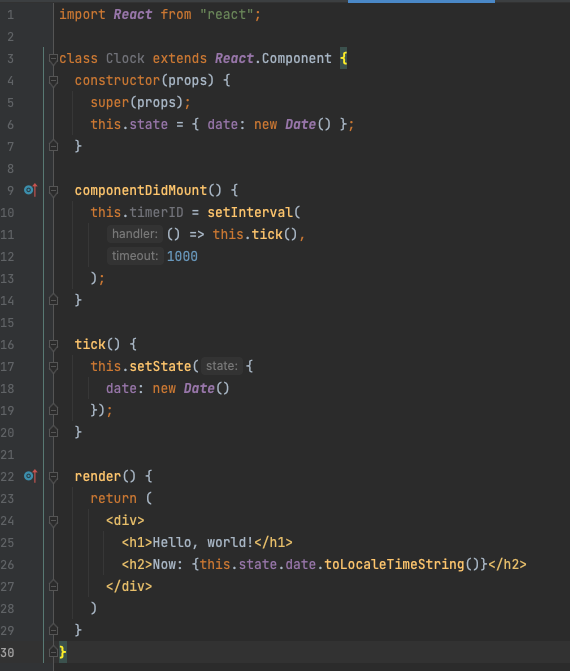 1 import React from "react";
2
3 class Clock extends React.Component {
4   constructor(props) {
5     super(props);
6     this.state = { date: new Date() };
7   }
8
9   componentDidMount() {
10     this.timerID = setInterval(
11       handler: () => this.tick(),
12       timeout: 1000
13     );
14   }
15
16   tick() {
17     this.setState( state: {
18       date: new Date()
19     });
20   }
21
22   render() {
23     return (
24       <div>
25         <h1>Hello, world!</h1>
26         <h2>Now: {this.state.date.toLocaleTimeString()}</h2>
27       </div>
28     )
29   }
30 }